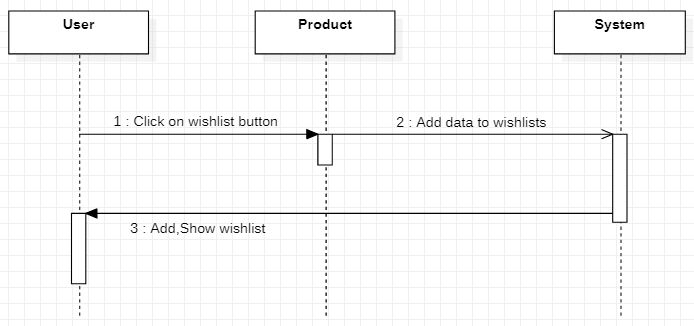 User
Product
System
1 : Click on wishlist button
2 : Add data to wishlists
3 : Add,Show wishlist